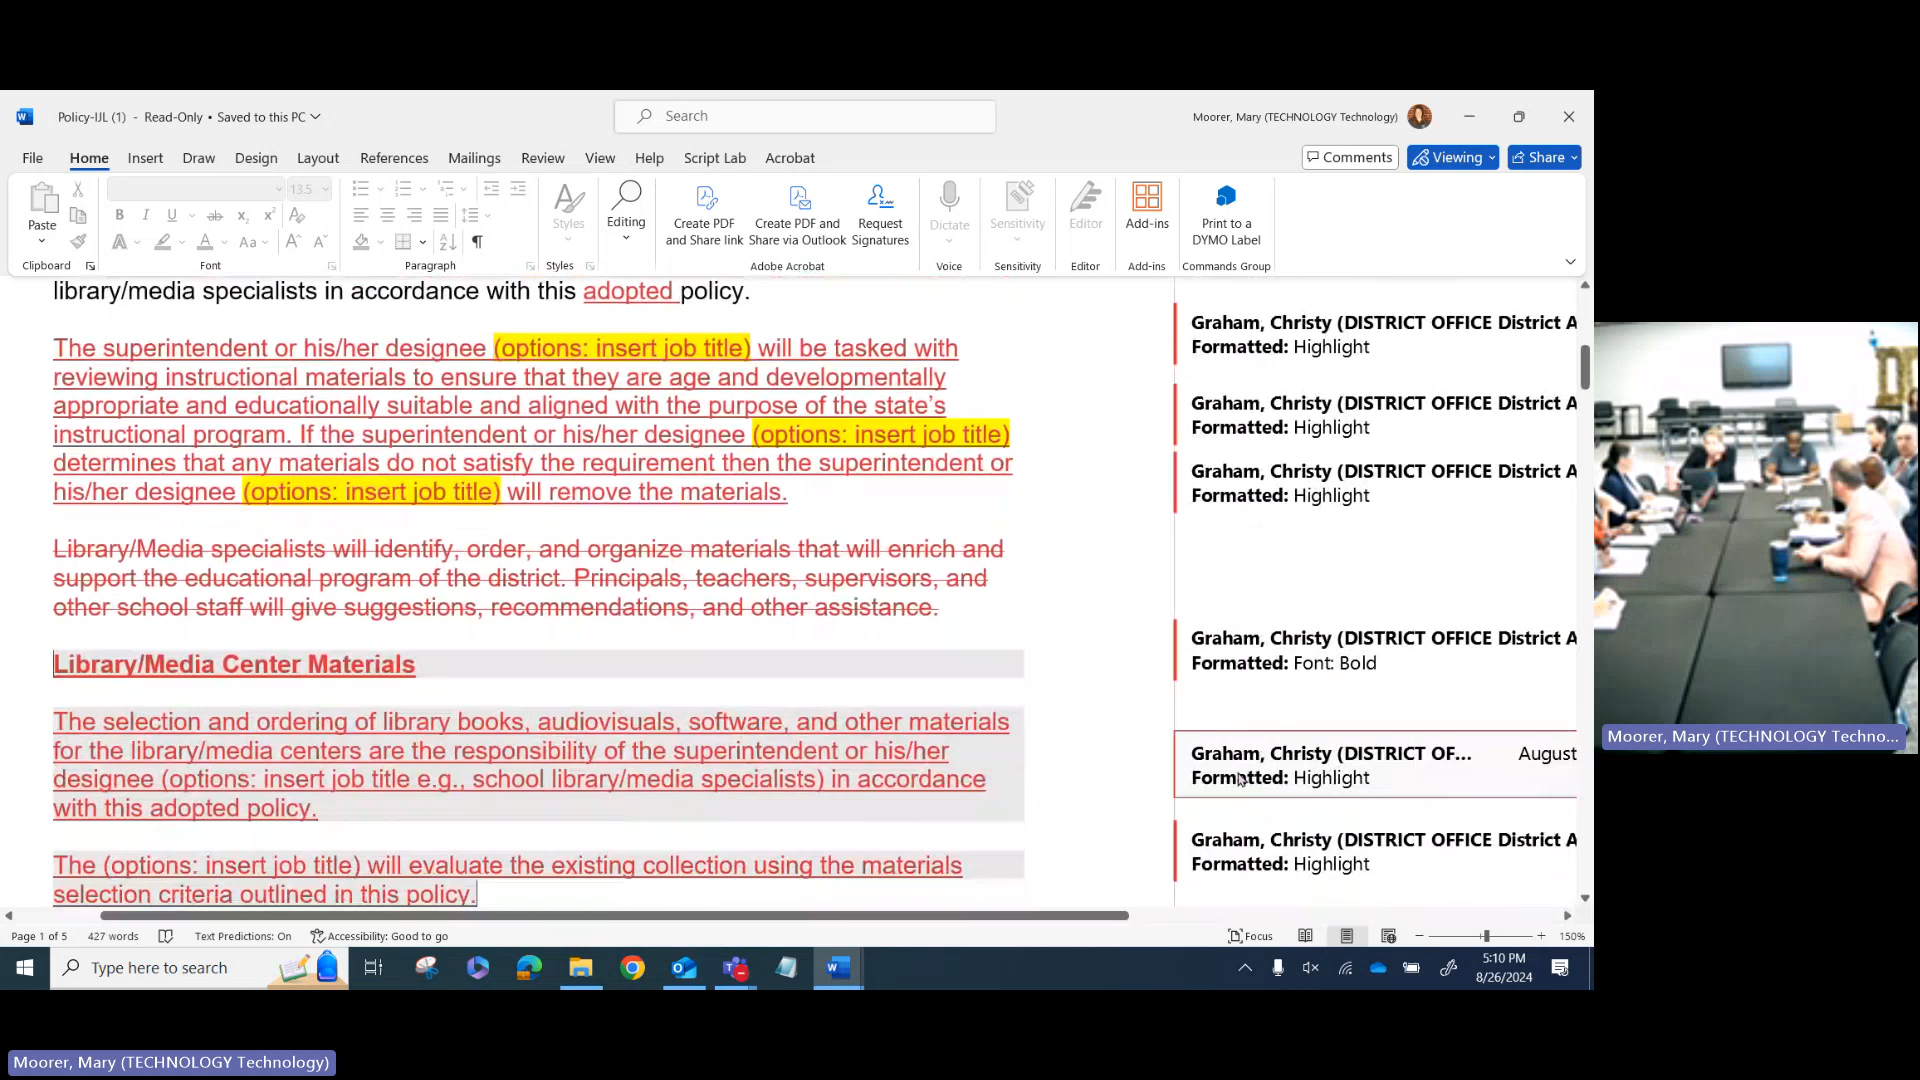 Policy-IJL (1) - Read-Only • Saved to this PC
Search
Moorer, Mary (TECHNOLOGY Technology)
File Home Insert Draw Design Layout References Mailings Review View Help Script Lab Acrobat
Comments Viewing Share
13.5
Paste
Styles
Editing
Create PDF and Share link
Create PDF and Share via Outlook
Request Signatures
Dictate
Sensitivity
Editor
Add-ins
Print to a DYMO Label
Clipboard Font Paragraph Styles Adobe Acrobat Voice Sensitivity Editor Add-ins Commands Group
library/media specialists in accordance with this adopted policy.
The superintendent or his/her designee (options: insert job title) will be tasked with
reviewing instructional materials to ensure that they are age and developmentally
appropriate and educationally suitable and aligned with the purpose of the state’s
instructional program. If the superintendent or his/her designee (options: insert job title)
determines that any materials do not satisfy the requirement then the superintendent or
his/her designee (options: insert job title) will remove the materials.
Library/Media specialists will identify, order, and organize materials that will enrich and
support the educational program of the district. Principals, teachers, supervisors, and
other school staff will give suggestions, recommendations, and other assistance.
Library/Media Center Materials
The selection and ordering of library books, audiovisuals, software, and other materials
for the library/media centers are the responsibility of the superintendent or his/her
designee (options: insert job title e.g., school library/media specialists) in accordance
with this adopted policy.
The (options: insert job title) will evaluate the existing collection using the materials
selection criteria outlined in this policy.
Graham, Christy (DISTRICT OFFICE District A
Formatted: Highlight
Graham, Christy (DISTRICT OFFICE District A
Formatted: Highlight
Graham, Christy (DISTRICT OFFICE District A
Formatted: Highlight
Graham, Christy (DISTRICT OFFICE District A
Formatted: Font: Bold
Graham, Christy (DISTRICT OF... August
Formatted: Highlight
Graham, Christy (DISTRICT OFFICE District A
Formatted: Highlight
Moorer, Mary (TECHNOLOGY Techno...
Page 1 of 5 427 words Text Predictions: On Accessibility: Good to go Focus 150%
Type here to search
5:10 PM
8/26/2024
Moorer, Mary (TECHNOLOGY Technology)